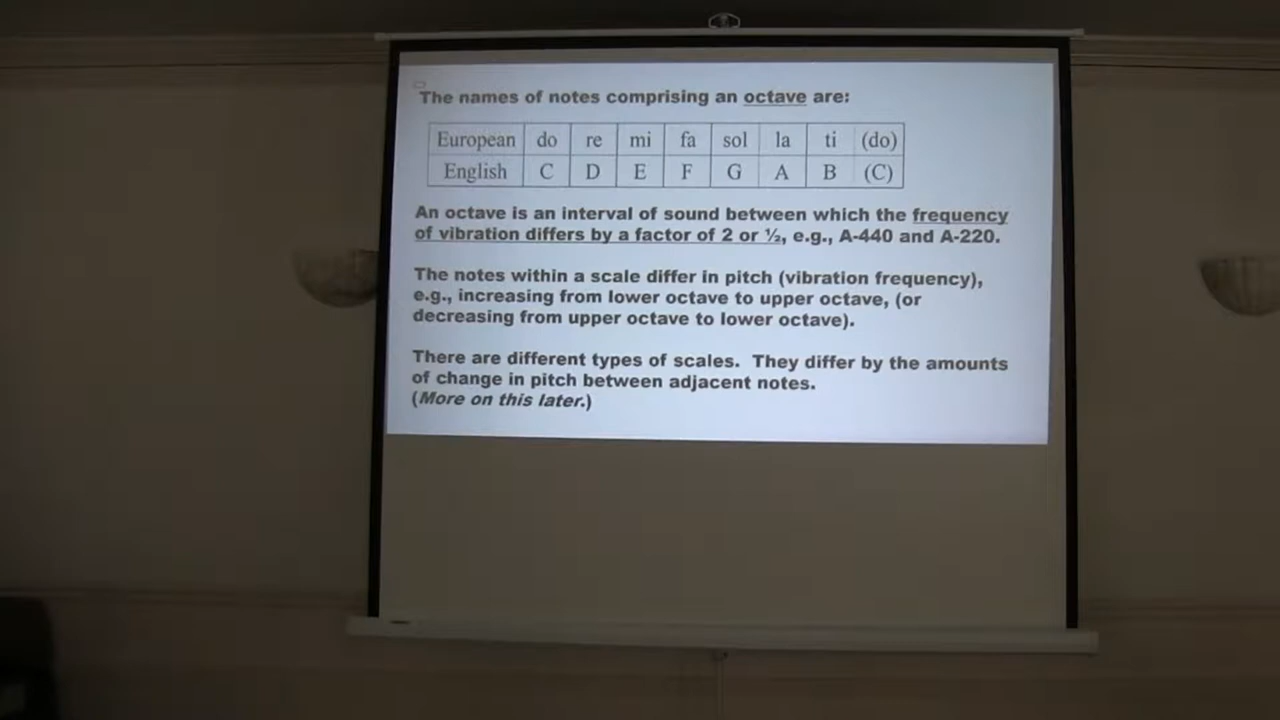 The names of notes comprising an octave are:
European do re mi fa sol la ti (do)
English C D E F G A B (C)
An octave is an interval of sound between which the frequency
of vibration differs by a factor of 2 or ½, e.g., A-440 and A-220.
The notes within a scale differ in pitch (vibration frequency),
e.g., increasing from lower octave to upper octave, (or
decreasing from upper octave to lower octave).
There are different types of scales. They differ by the amounts
of change in pitch between adjacent notes.
(More on this later.)